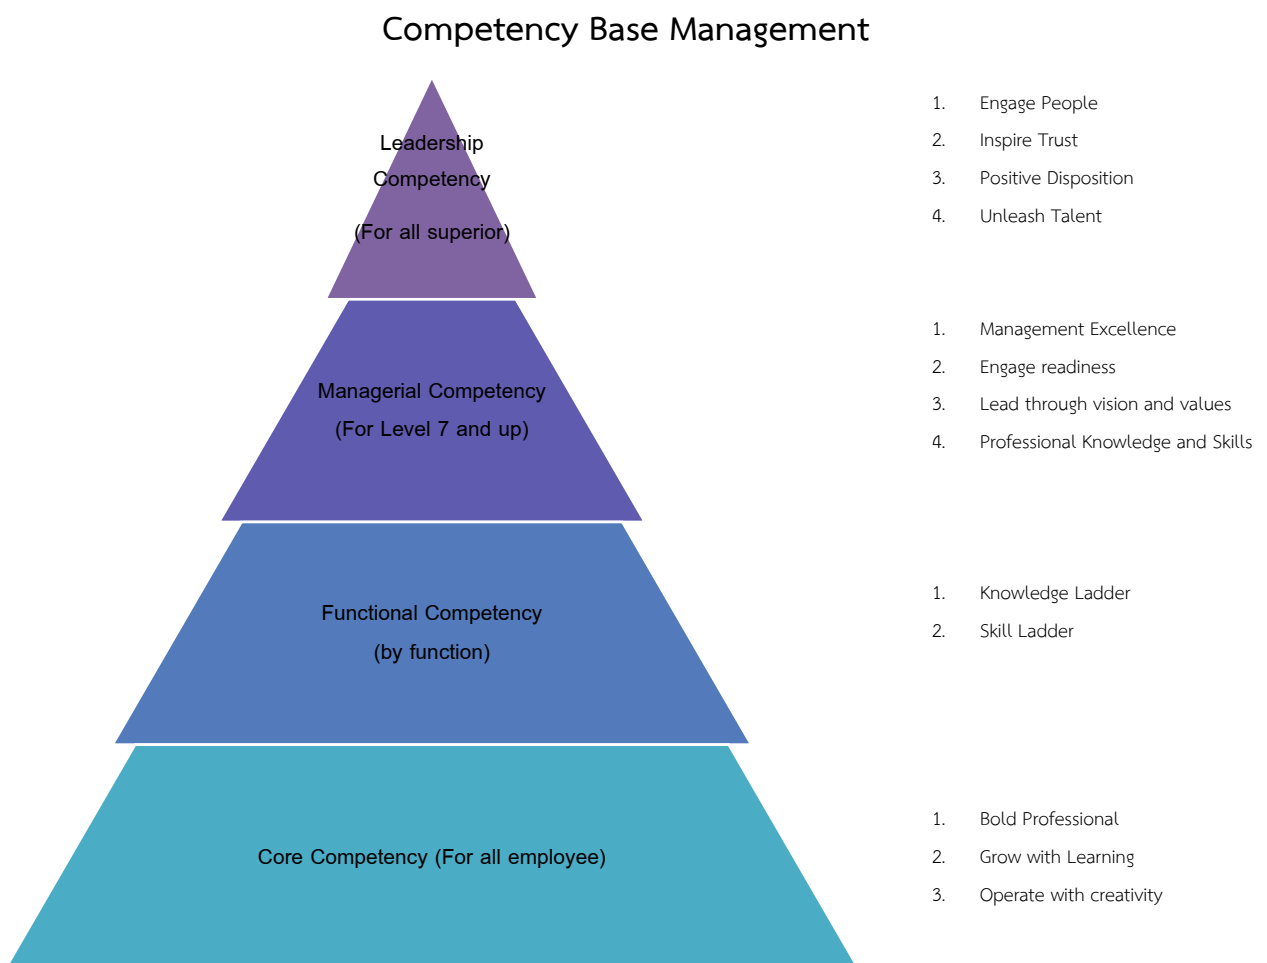 Competency Base Management
Leadership
Competency
(For all superior)
1. Engage People
2. Inspire Trust
3. Positive Disposition
4. Unleash Talent
Managerial Competency
(For Level 7 and up)
1. Management Excellence
2. Engage readiness
3. Lead through vision and values
4. Professional Knowledge and Skills
Functional Competency
(by function)
1. Knowledge Ladder
2. Skill Ladder
Core Competency (For all employee)
1. Bold Professional
2. Grow with Learning
3. Operate with creativity